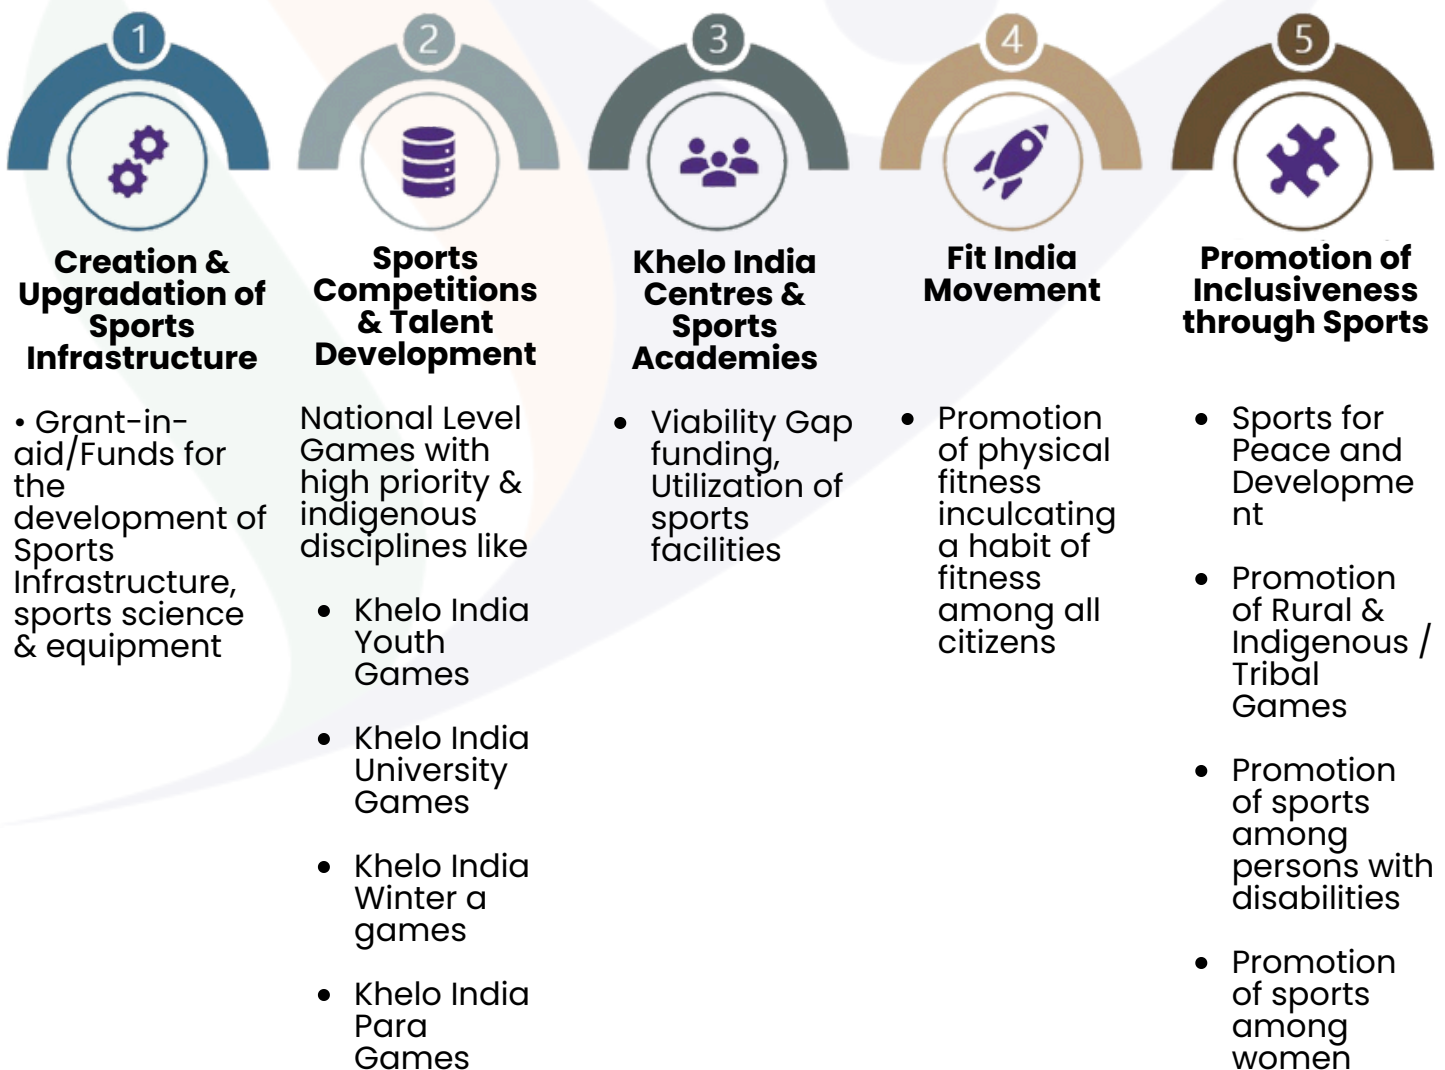 1
Creation &
Upgradation of
Sports
Infrastructure
• Grant-in-
aid/Funds for
the
development of
Sports
Infrastructure,
sports science
& equipment
2
Sports
Competitions
& Talent
Development
National Level
Games with
high priority &
indigenous
disciplines like
• Khelo India
Youth
Games
• Khelo India
University
Games
• Khelo India
Winter a
games
• Khelo India
Para
Games
3
Khelo India
Centres &
Sports
Academies
• Viability Gap
funding,
Utilization of
sports
facilities
4
Fit India
Movement
• Promotion
of physical
fitness
inculcating
a habit of
fitness
among all
citizens
5
Promotion of
Inclusiveness
through Sports
• Sports for
Peace and
Developme
nt
• Promotion
of Rural &
Indigenous /
Tribal
Games
• Promotion
of sports
among
persons with
disabilities
• Promotion
of sports
among
women